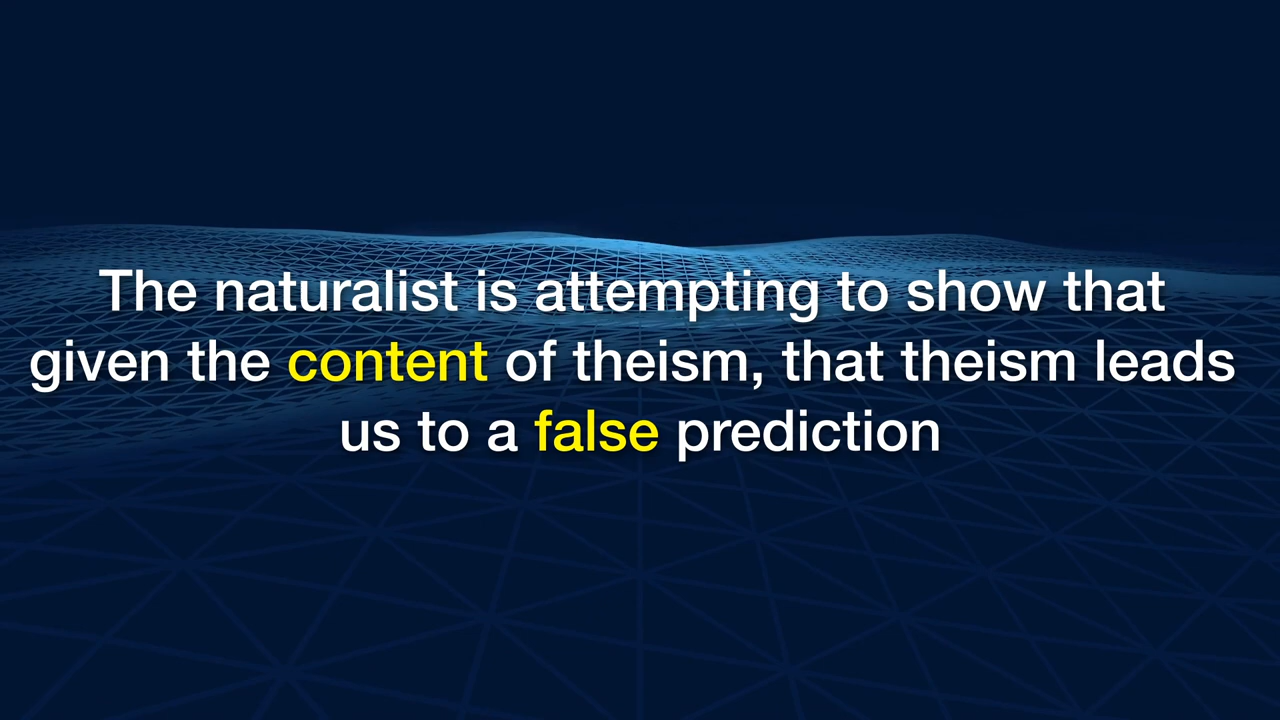 The naturalist is attempting to show that
given the content of theism, that theism leads
us to a false prediction